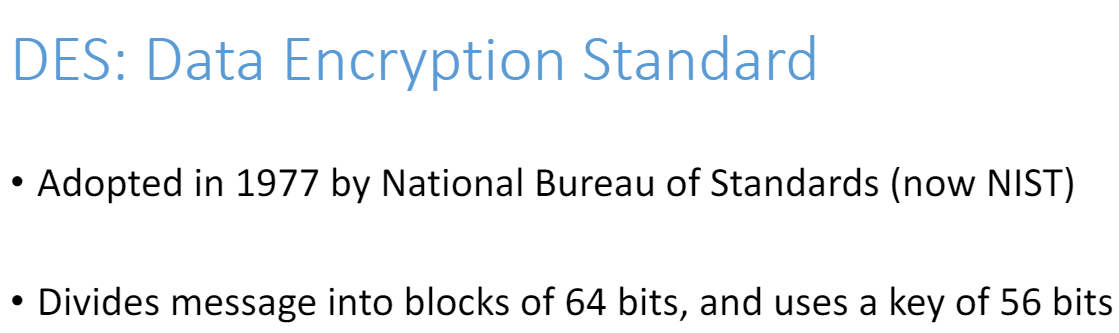 DES: Data Encryption Standard
• Adopted in 1977 by National Bureau of Standards (now NIST)
• Divides message into blocks of 64 bits, and uses a key of 56 bits